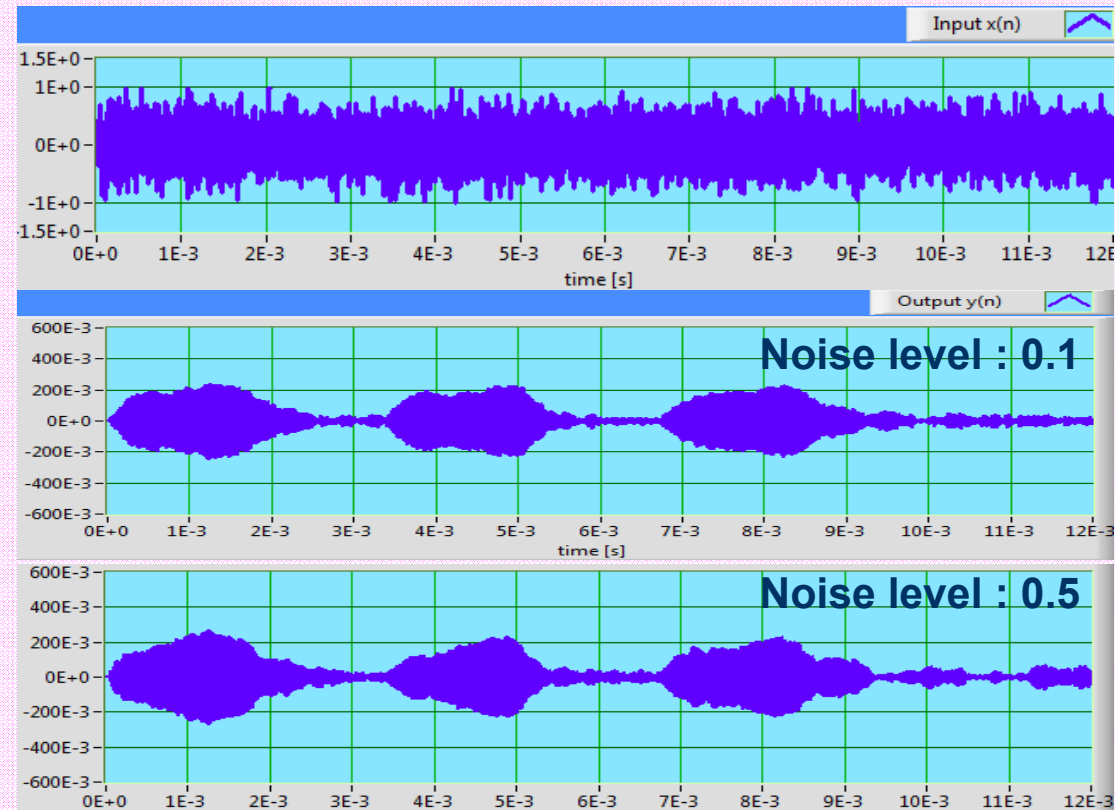 Input x(n)
1.5E+0
1E+0
0E+0
-1E+0
1.5E+0
0E+0 1E-3 2E-3 3E-3 4E-3 5E-3 6E-3 7E-3 8E-3 9E-3 10E-3 11E-3 12E
time [s]
Output y(n)
600E-3
Noise level : 0.1
400E-3
200E-3
0E+0
-200E-3
-400E-3
-600E-3
0E+0 1E-3 2E-3 3E-3 4E-3 5E-3 6E-3 7E-3 8E-3 9E-3 10E-3 11E-3 12E-3
time [s]
600E-3
Noise level : 0.5
400E-3
200E-3
0E+0
-200E-3
-400E-3
-600E-3
0E+0 1E-3 2E-3 3E-3 4E-3 5E-3 6E-3 7E-3 8E-3 9E-3 10E-3 11E-3 12E-3